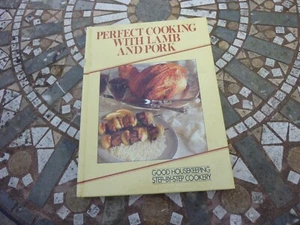 PERFECT COOKING
WITH LAMB
AND PORK
GOOD HOUSEKEEPING
STEP-BY-STEP COOKERY